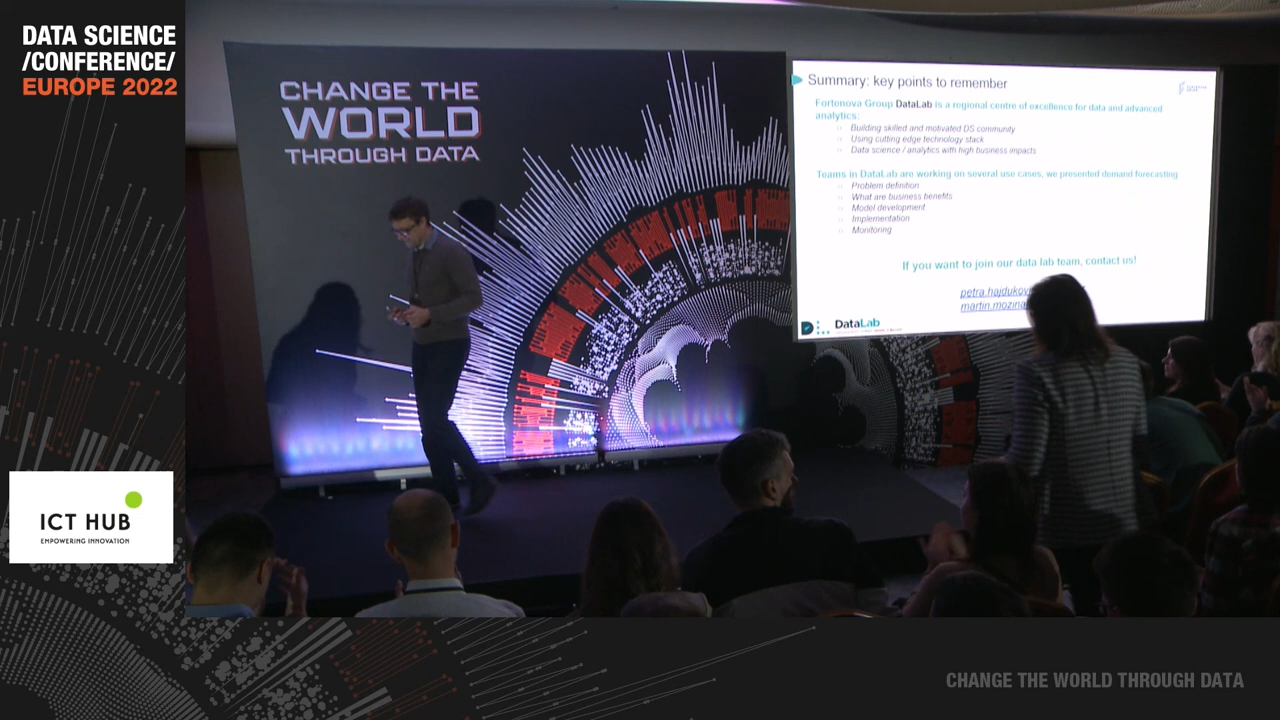 DATA SCIENCE
/CONFERENCE/
EUROPE 2022
CHANGE THE
WORLD
THROUGH DATA
Summary: key points to remember
Fortenova Group DataLab is a regional centre of excellence for data and advanced
analytics:
Building skilled and motivated DS community
Using cutting edge technology stack
Data science / analytics with high business impacts
Teams in DataLab are working on several use cases, we presented demand forecasting
Problem definition
What are business benefits
Model development
Implementation
Monitoring
If you want to join our data lab team, contact us!
petra.hajdukov
martin.mozina
DataLab
ICT HUB
EMPOWERING INNOVATION
CHANGE THE WORLD THROUGH DATA